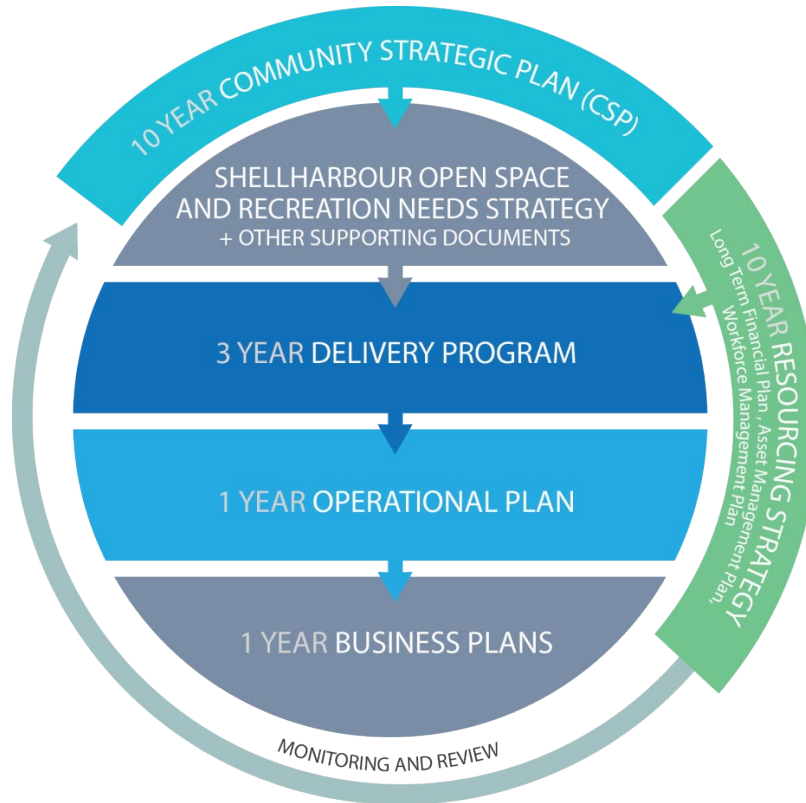 10 YEAR COMMUNITY STRATEGIC PLAN (CSP)
SHELLHARBOUR OPEN SPACE
AND RECREATION NEEDS STRATEGY
+ OTHER SUPPORTING DOCUMENTS
10 YEAR RESOURCING STRATEGY
Long Term Financial Plan , Asset Management Plan,
Workforce Management Plan
3 YEAR DELIVERY PROGRAM
1 YEAR OPERATIONAL PLAN
1 YEAR BUSINESS PLANS
MONITORING AND REVIEW